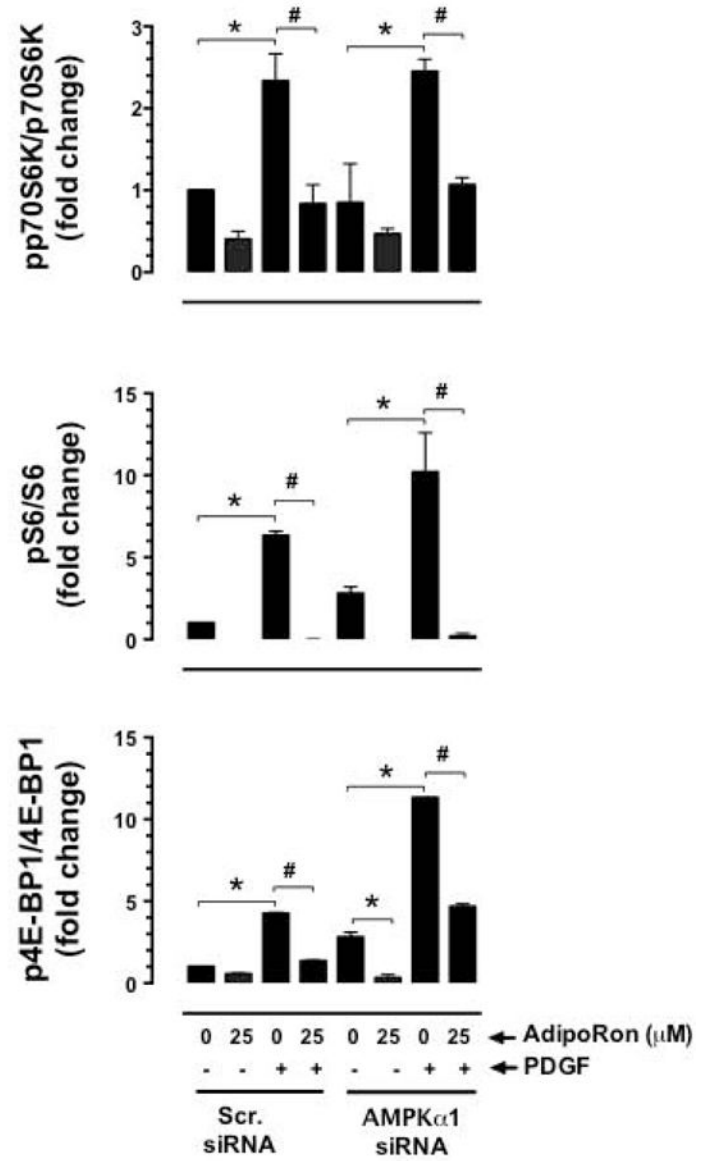 pp70S6K/p70S6K
(fold change)
3
2
1
0
*
#
*
#
pS6/S6
(fold change)
15
10
5
0
*
#
*
#
p4E-BP1/4E-BP1
(fold change)
15
10
5
0
*
#
*
*
#
0 25 0 25 0 25 0 25 ← AdipoRon (μM)
- - + + - - + + ← PDGF
Scr.
siRNA
AMPKα1
siRNA